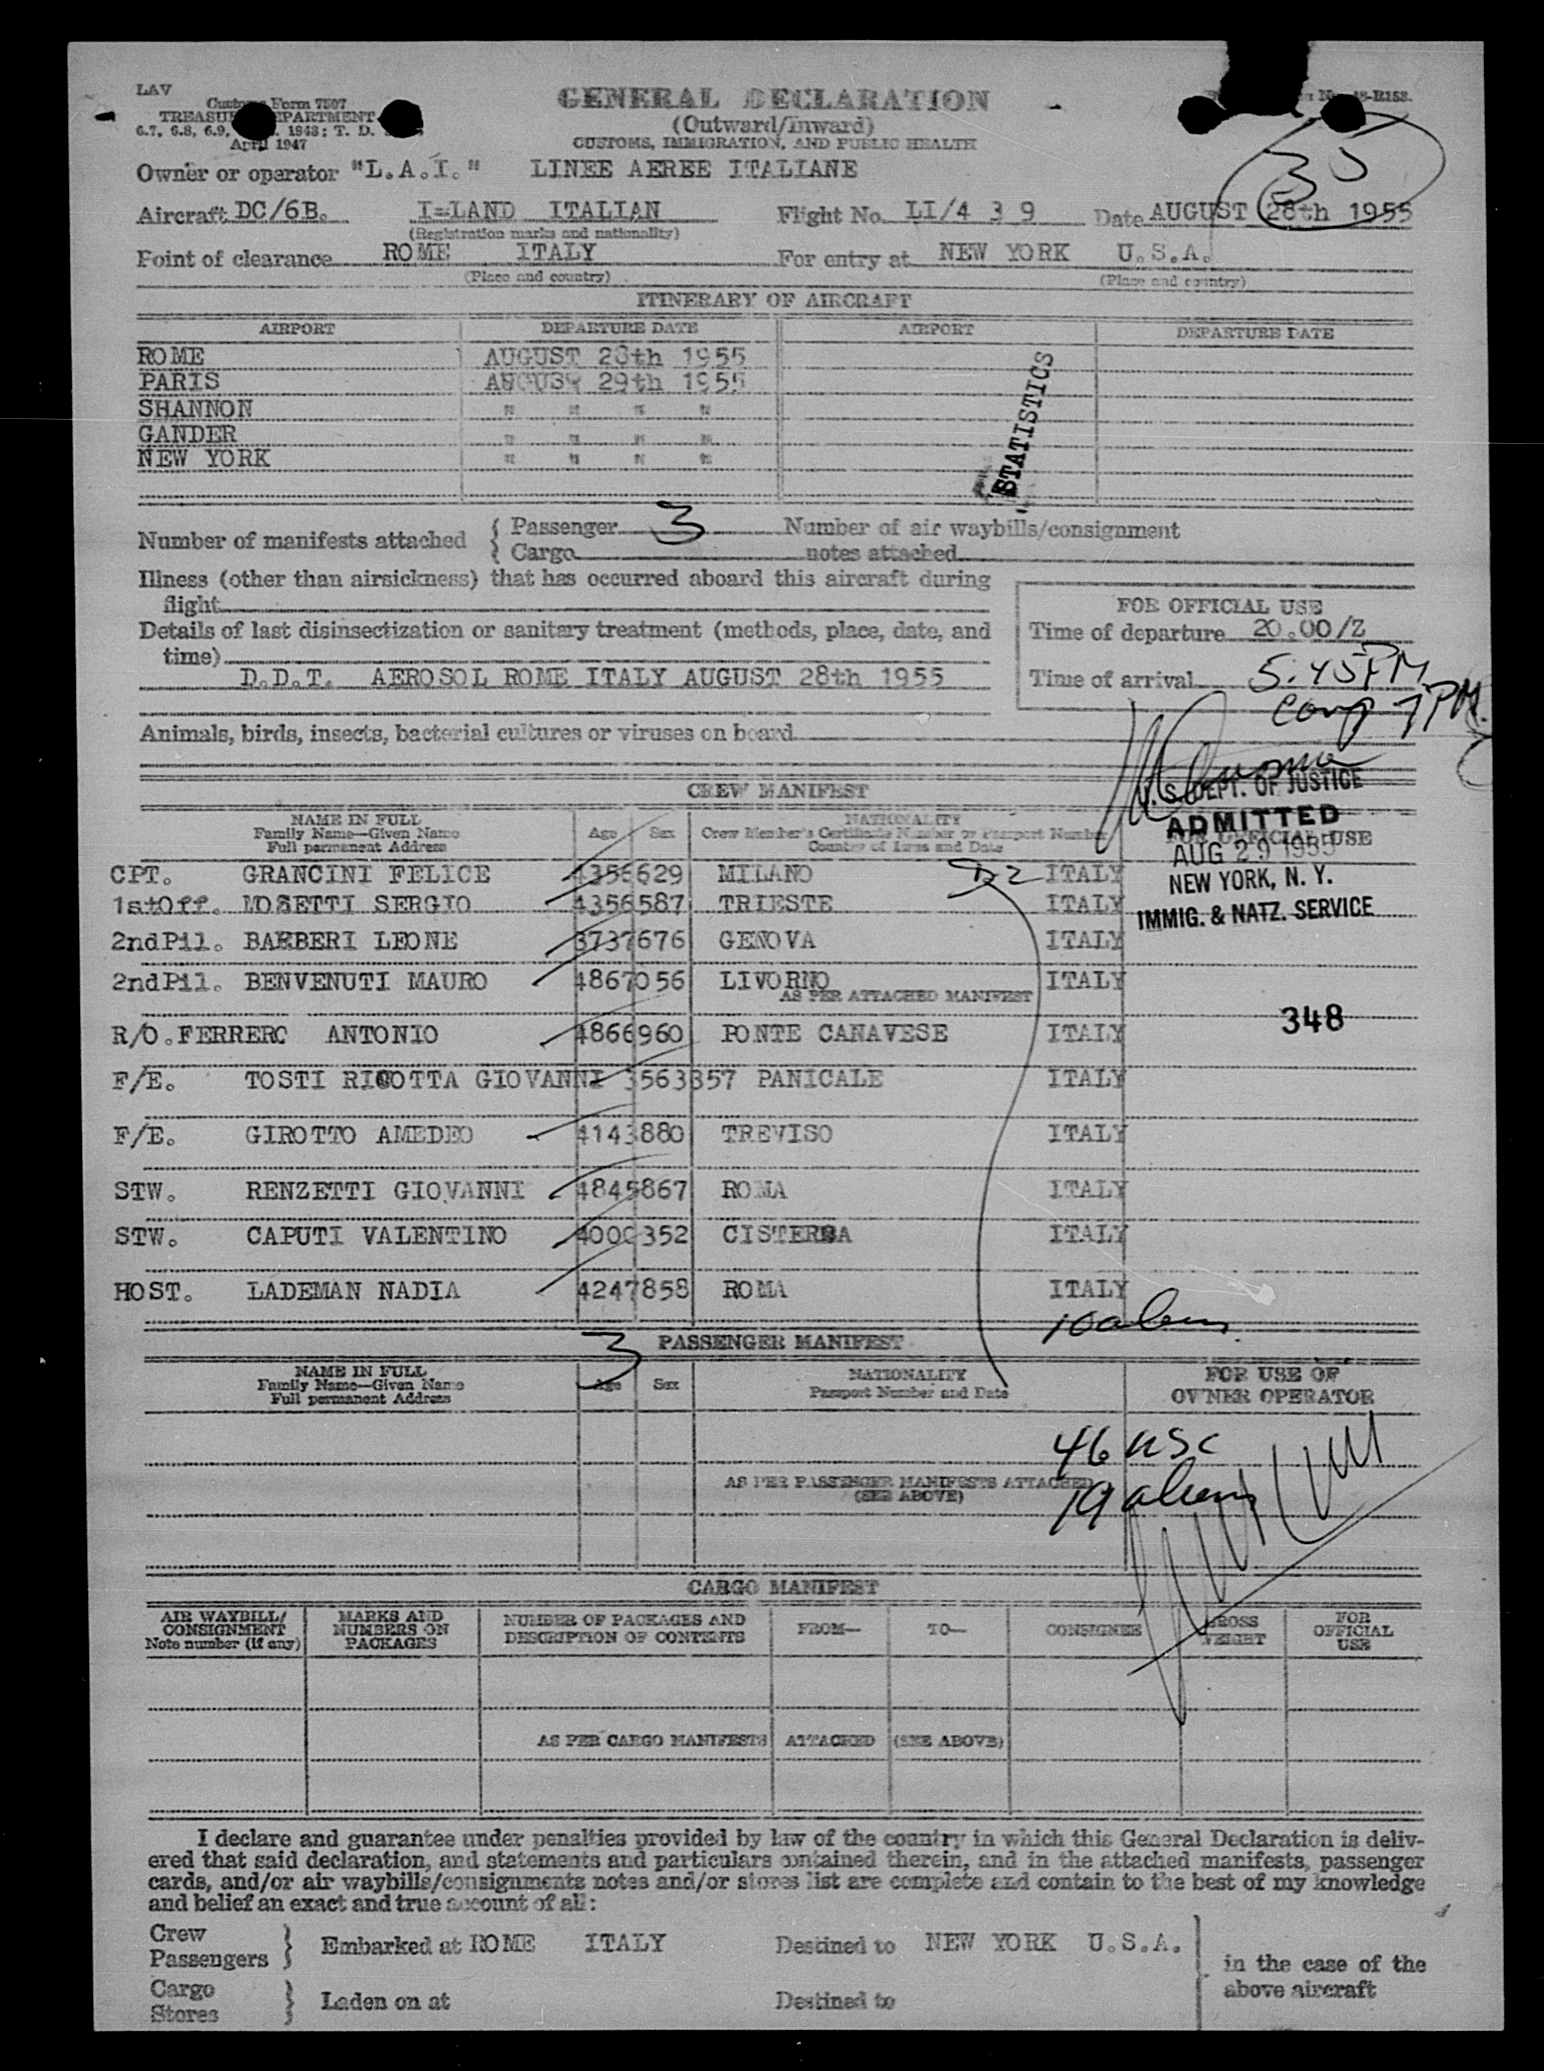 LAV
Customs Form 7507
TREASURY DEPARTMENT
6.7, 6.8, 6.9, 1948; T. D.
April 1947
GENERAL DECLARATION
(Outward/Inward)
CUSTOMS, IMMIGRATION, AND PUBLIC HEALTH
35
Owner or operator "L.A.I." LINEE AEREE ITALIANE
Aircraft DC/6B. I=LAND ITALIAN Flight No. LI/4 3 9 Date AUGUST 28th 1955
(Registration marks and nationality)
Point of clearance ROME ITALY For entry at NEW YORK U.S.A.
(Place and country) (Place and country)
ITINERARY OF AIRCRAFT
AIRPORT DEPARTURE DATE AIRPORT DEPARTURE DATE
ROME AUGUST 28th 1955
PARIS AUGUST 29th 1955
SHANNON " " " "
GANDER " " " "
NEW YORK " " " "
STATISTICS
Number of manifests attached { Passenger 3 Number of air waybills/consignment
{ Cargo notes attached
Illness (other than airsickness) that has occurred aboard this aircraft during
flight
Details of last disinsectization or sanitary treatment (methods, place, date, and
time)
D.D.T. AEROSOL ROME ITALY AUGUST 28th 1955
FOR OFFICIAL USE
Time of departure 20.00/Z
Time of arrival 5:45PM
Comp 7PM.
Animals, birds, insects, bacterial cultures or viruses on board
CREW MANIFEST
NAME IN FULL
Family Name—Given Name
Full permanent Address
Age Sex
NATIONALITY
Crew Member's Certificate Number or Passport Number
Country of Issue and Date
FOR OFFICIAL USE
U.S. DEPT. OF JUSTICE
ADMITTED
AUG 29 1955
NEW YORK, N. Y.
IMMIG. & NATZ. SERVICE
CPT. GRANCINI FELICE 4356629 MILANO ITALY
1stOff. MOSETTI SERGIO 4356587 TRIESTE ITALY
2ndPil. BARBERI LEONE 3737676 GENOVA ITALY
2ndPil. BENVENUTI MAURO 4867056 LIVORNO ITALY
AS PER ATTACHED MANIFEST
348
R/O. FERRERO ANTONIO 4866960 PONTE CANAVESE ITALY
F/E. TOSTI RICOTTA GIOVANNI 3563357 PANICALE ITALY
F/E. GIROTTO AMEDEO 4143880 TREVISO ITALY
STW. RENZETTI GIOVANNI 4845867 ROMA ITALY
STW. CAPUTI VALENTINO 4000352 CISTERNA ITALY
HOST. LADEMAN NADIA 4247858 ROMA ITALY
10 aliens
3
PASSENGER MANIFEST
NAME IN FULL
Family Name—Given Name
Full permanent Address
Age Sex
NATIONALITY
Passport Number and Date
FOR USE OF
OWNER OPERATOR
46 USC
AS PER PASSENGER MANIFESTS ATTACHED
(SEE ABOVE)
19 aliens
CARGO MANIFEST
AIR WAYBILL/
CONSIGNMENT
Note number (if any)
MARKS AND
NUMBERS ON
PACKAGES
NUMBER OF PACKAGES AND
DESCRIPTION OF CONTENTS
FROM— TO— CONSIGNEE
GROSS
WEIGHT
FOR
OFFICIAL
USE
AS PER CARGO MANIFESTS ATTACHED (SEE ABOVE)
I declare and guarantee under penalties provided by law of the country in which this General Declaration is deliv-
ered that said declaration, and statements and particulars contained therein, and in the attached manifests, passenger
cards, and/or air waybills/consignments notes and/or stores list are complete and contain to the best of my knowledge
and belief an exact and true account of all:
Crew
Passengers } Embarked at ROME ITALY Destined to NEW YORK U.S.A.
in the case of the
above aircraft
Cargo
Stores } Laden on at Destined to